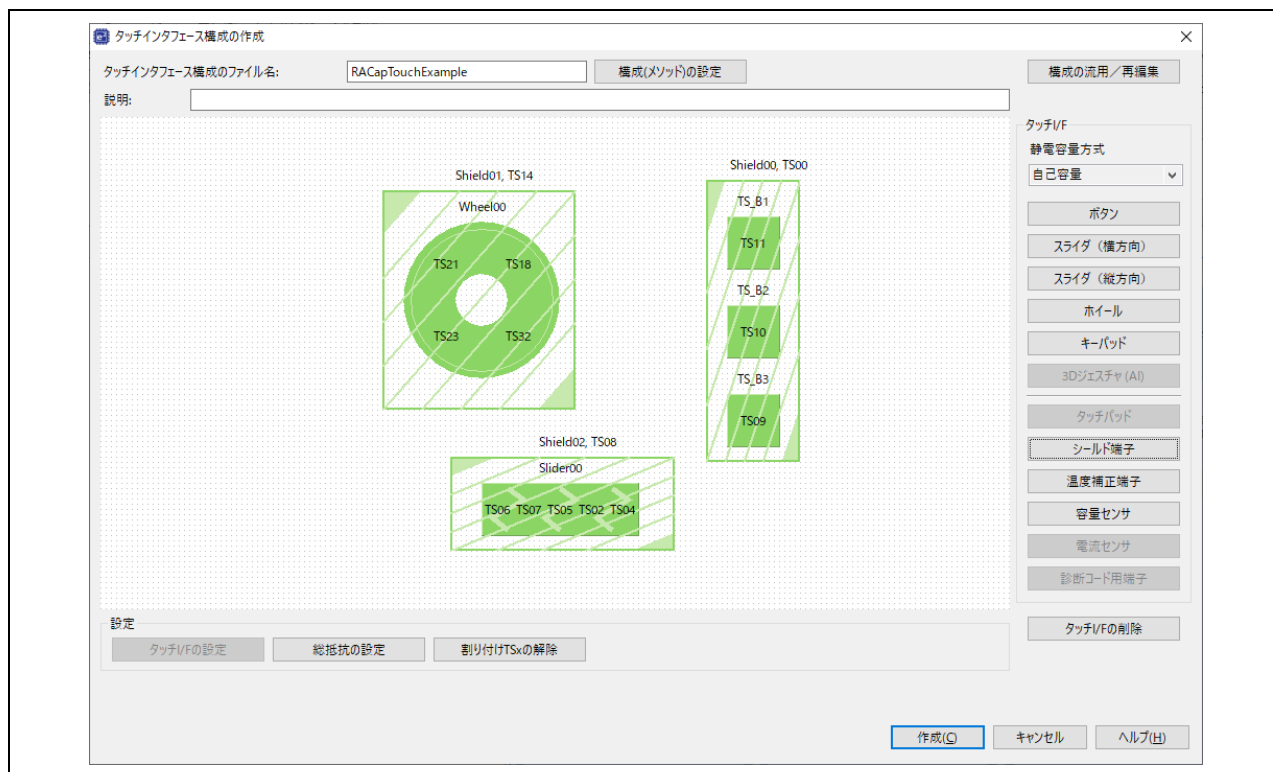 タッチインタフェース構成の作成
タッチインタフェース構成のファイル名:
RACapTouchExample
構成(メソッド)の設定
構成の流用／再編集
説明:
Shield01, TS14
Wheel00
TS21 TS18
TS23 TS32
Shield00, TS00
TS_B1
TS11
TS_B2
TS10
TS_B3
TS09
Shield02, TS08
Slider00
TS06 TS07 TS05 TS02 TS04
タッチI/F
静電容量方式
自己容量
ボタン
スライダ（横方向）
スライダ（縦方向）
ホイール
キーパッド
3Dジェスチャ (AI)
タッチパッド
シールド端子
温度補正端子
容量センサ
電流センサ
診断コード用端子
タッチI/Fの削除
設定
タッチI/Fの設定
総抵抗の設定
割り付けTSxの解除
作成(C)
キャンセル
ヘルプ(H)